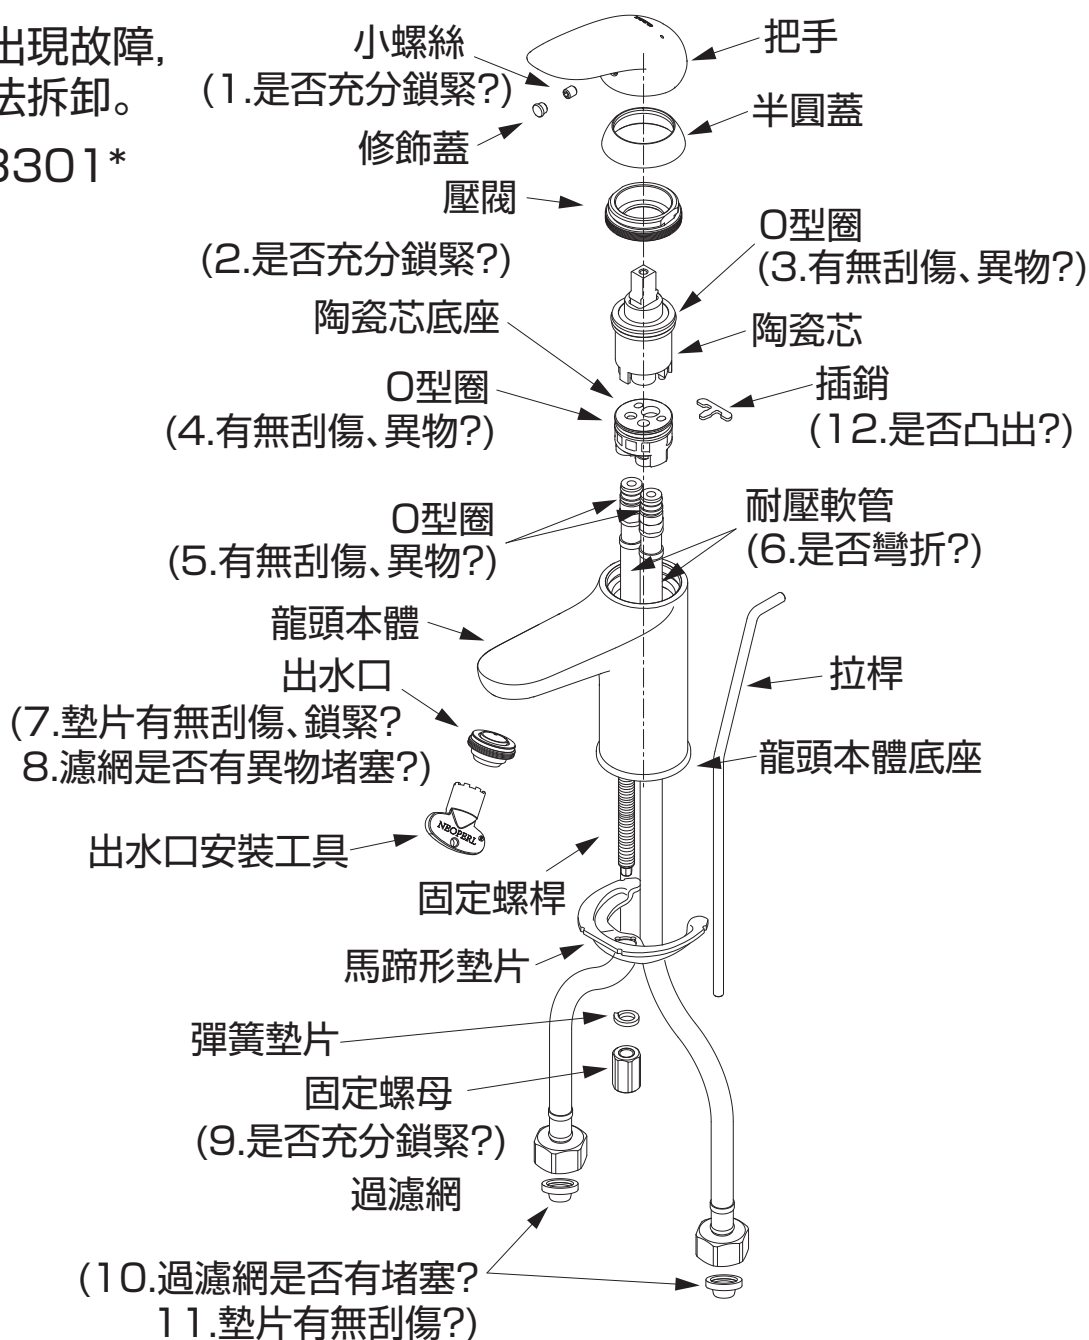 出現故障,
法拆卸。
3301*
小螺絲
(1.是否充分鎖緊?)
修飾蓋
把手
半圓蓋
壓閥
(2.是否充分鎖緊?)
O型圈
(3.有無刮傷、異物?)
陶瓷芯底座
陶瓷芯
O型圈
(4.有無刮傷、異物?)
插銷
(12.是否凸出?)
O型圈
(5.有無刮傷、異物?)
耐壓軟管
(6.是否彎折?)
龍頭本體
出水口
(7.墊片有無刮傷、鎖緊?
8.濾網是否有異物堵塞?)
拉桿
龍頭本體底座
NEOPERL®
出水口安裝工具
固定螺桿
馬蹄形墊片
彈簧墊片
固定螺母
(9.是否充分鎖緊?)
過濾網
(10.過濾網是否有堵塞?
11.墊片有無刮傷?)